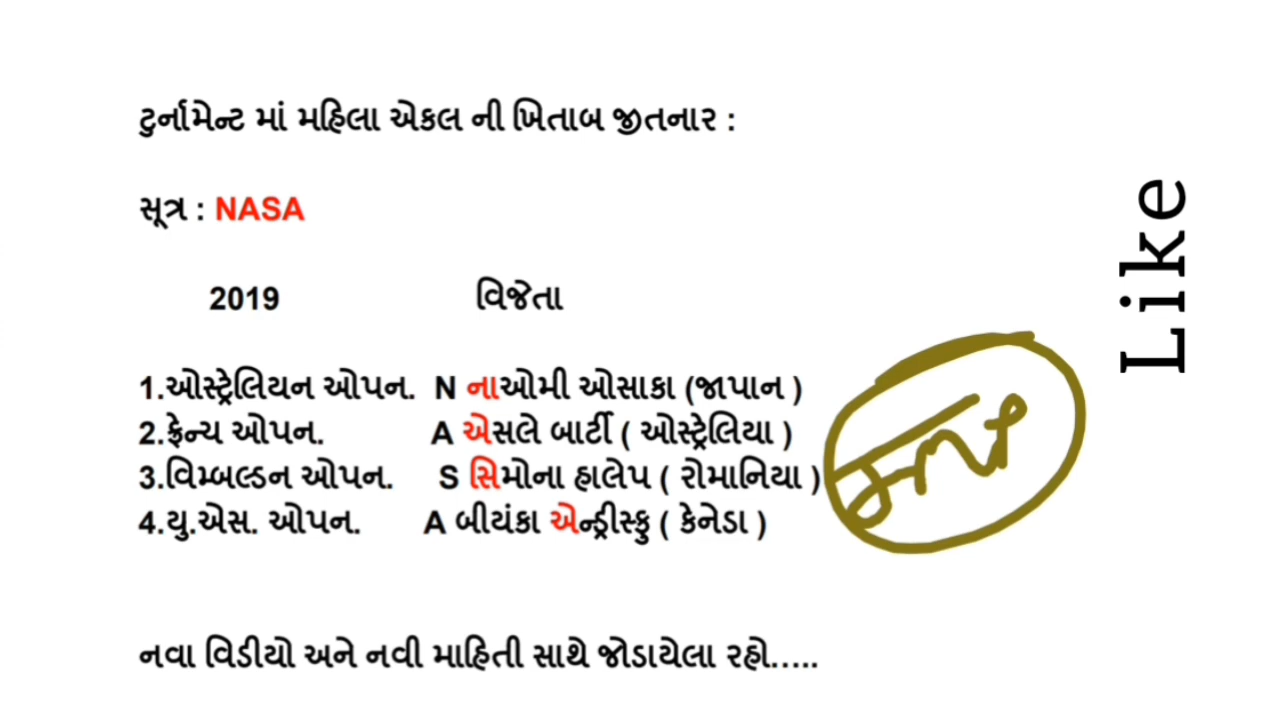 ટુર્નામેન્ટ માં મહિલા એકલ ની ખિતાબ જીતનાર :
સૂત્ર : NASA
2019 વિજેતા
1.ઓસ્ટ્રેલિયન ઓપન. N નાઓમી ઓસાકા (જાપાન )
2.ફ્રેન્ચ ઓપન. A એસલે બાર્ટી ( ઓસ્ટ્રેલિયા )
3.વિમ્બલ્ડન ઓપન. S સિમોના હાલેપ ( રોમાનિયા )
4.યુ.એસ. ઓપન. A બીયંકા એન્ડ્રીસ્કુ ( કેનેડા )
નવા વિડીયો અને નવી માહિતી સાથે જોડાયેલા રહો.....
Like